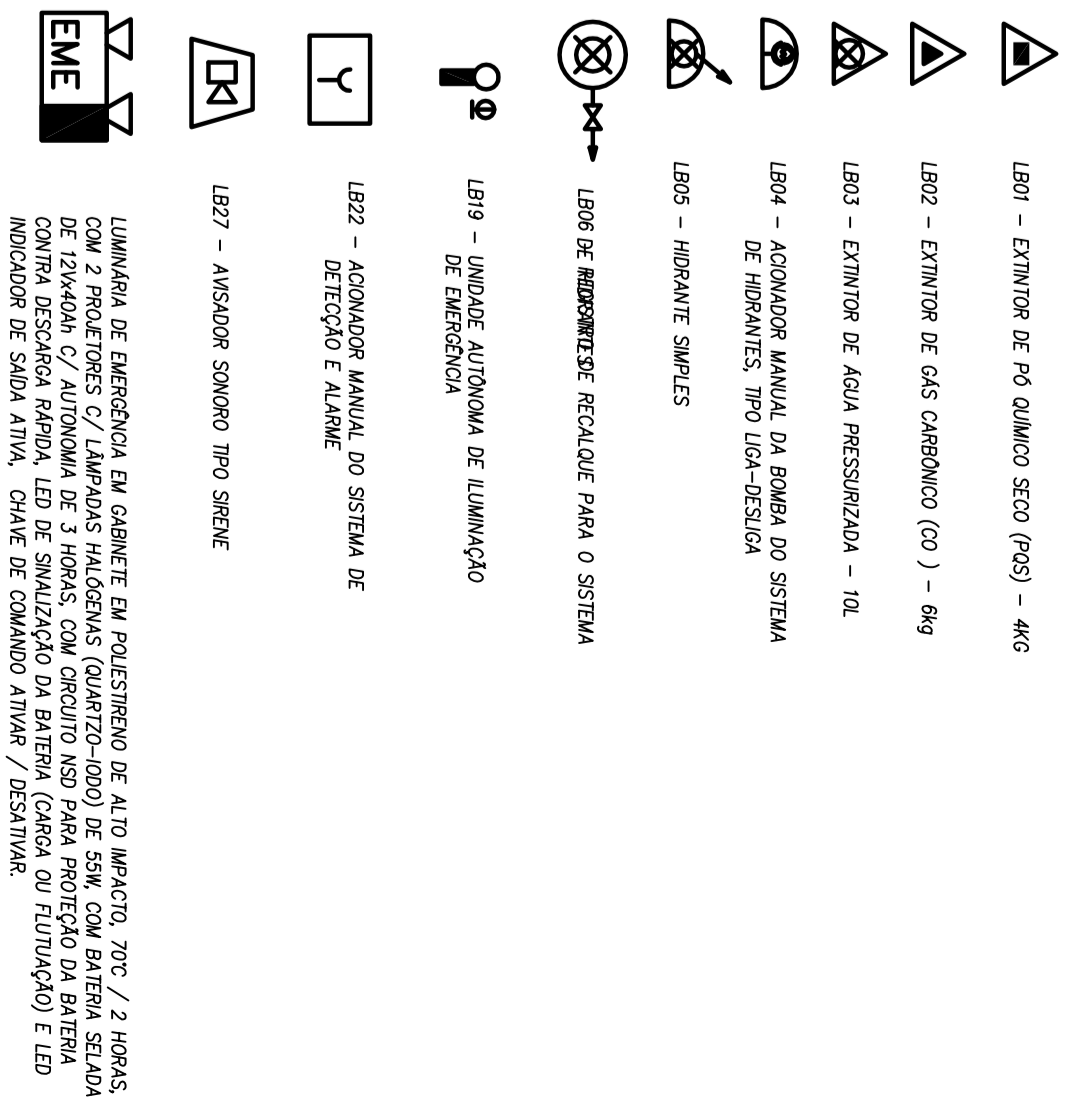 LB01 – EXTINTOR DE PÓ QUÍMICO SECO (PQS) – 4KG
LB02 – EXTINTOR DE GÁS CARBÔNICO (CO ) – 6kg
LB03 – EXTINTOR DE ÁGUA PRESSURIZADA – 10L
LB04 – ACIONADOR MANUAL DA BOMBA DO SISTEMA
DE HIDRANTES, TIPO LIGA–DESLIGA
LB05 – HIDRANTE SIMPLES
LB06 DE DE RECALQUE PARA O SISTEMA
LB19 – UNIDADE AUTÔNOMA DE ILUMINAÇÃO
DE EMERGÊNCIA
LB22 – ACIONADOR MANUAL DO SISTEMA DE
DETECÇÃO E ALARME
LB27 – AVISADOR SONORO TIPO SIRENE
EME
LUMINÁRIA DE EMERGÊNCIA EM GABINETE EM POLIESTIRENO DE ALTO IMPACTO, 70°C / 2 HORAS,
COM 2 PROJETORES C/ LÂMPADAS HALÓGENAS (QUARTZO–IODO) DE 55W, COM BATERIA SELADA
DE 12Vx40Ah C/ AUTONOMIA DE 3 HORAS, COM CIRCUITO NSD PARA PROTEÇÃO DA BATERIA
CONTRA DESCARGA RÁPIDA, LED DE SINALIZAÇÃO DA BATERIA (CARGA OU FLUTUAÇÃO) E LED
INDICADOR DE SAÍDA ATIVA, CHAVE DE COMANDO ATIVAR / DESATIVAR.